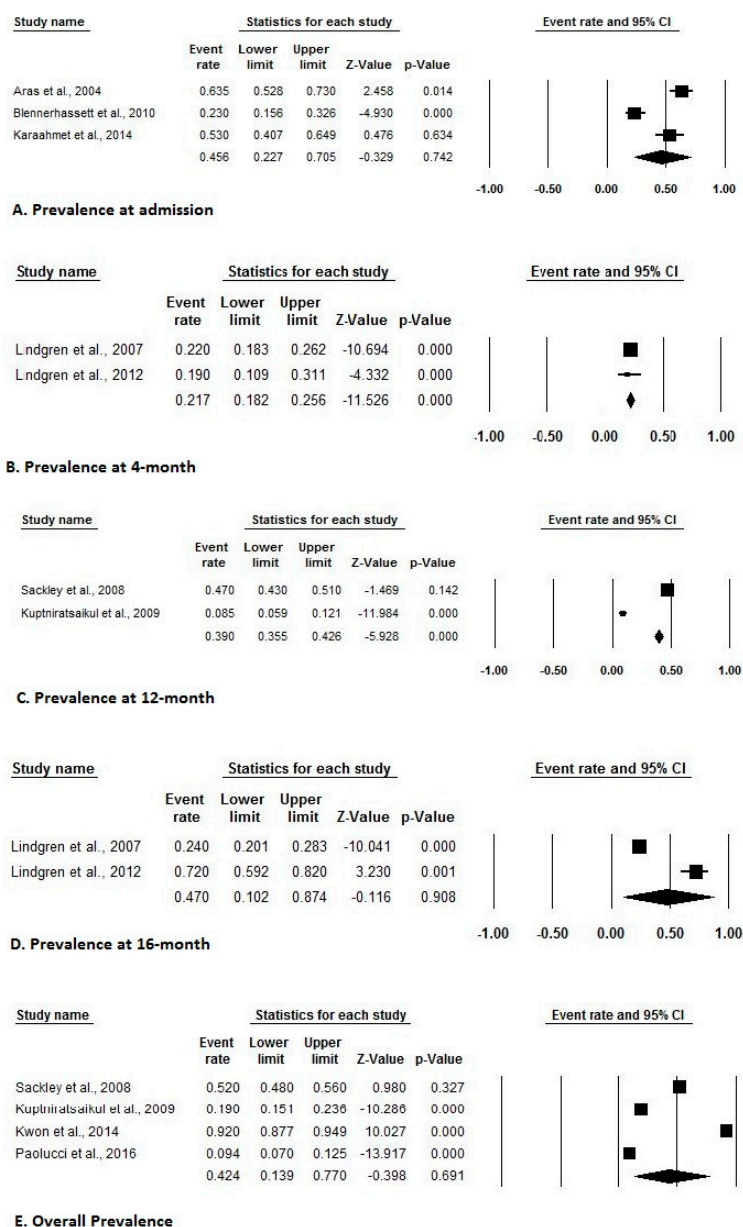 Study name Statistics for each study Event rate and 95% CI
Event Lower Upper
rate limit limit Z-Value p-Value
Aras et al., 2004 0.635 0.528 0.730 2.458 0.014
Blennerhassett et al., 2010 0.230 0.156 0.326 -4.930 0.000
Karaahmet et al., 2014 0.530 0.407 0.649 0.476 0.634
0.456 0.227 0.705 -0.329 0.742
-1.00 -0.50 0.00 0.50 1.00
A. Prevalence at admission
Study name Statistics for each study Event rate and 95% CI
Event Lower Upper
rate limit limit Z-Value p-Value
Lindgren et al., 2007 0.220 0.183 0.262 -10.694 0.000
Lindgren et al., 2012 0.190 0.109 0.311 -4.332 0.000
0.217 0.182 0.256 -11.526 0.000
-1.00 -0.50 0.00 0.50 1.00
B. Prevalence at 4-month
Study name Statistics for each study Event rate and 95% CI
Event Lower Upper
rate limit limit Z-Value p-Value
Sackley et al., 2008 0.470 0.430 0.510 -1.469 0.142
Kuptniratsaikul et al., 2009 0.085 0.059 0.121 -11.984 0.000
0.390 0.355 0.426 -5.928 0.000
-1.00 -0.50 0.00 0.50 1.00
C. Prevalence at 12-month
Study name Statistics for each study Event rate and 95% CI
Event Lower Upper
rate limit limit Z-Value p-Value
Lindgren et al., 2007 0.240 0.201 0.283 -10.041 0.000
Lindgren et al., 2012 0.720 0.592 0.820 3.230 0.001
0.470 0.102 0.874 -0.116 0.908
-1.00 -0.50 0.00 0.50 1.00
D. Prevalence at 16-month
Study name Statistics for each study Event rate and 95% CI
Event Lower Upper
rate limit limit Z-Value p-Value
Sackley et al., 2008 0.520 0.480 0.560 0.980 0.327
Kuptniratsaikul et al., 2009 0.190 0.151 0.236 -10.286 0.000
Kwon et al., 2014 0.920 0.877 0.949 10.027 0.000
Paolucci et al., 2016 0.094 0.070 0.125 -13.917 0.000
0.424 0.139 0.770 -0.398 0.691
E. Overall Prevalence